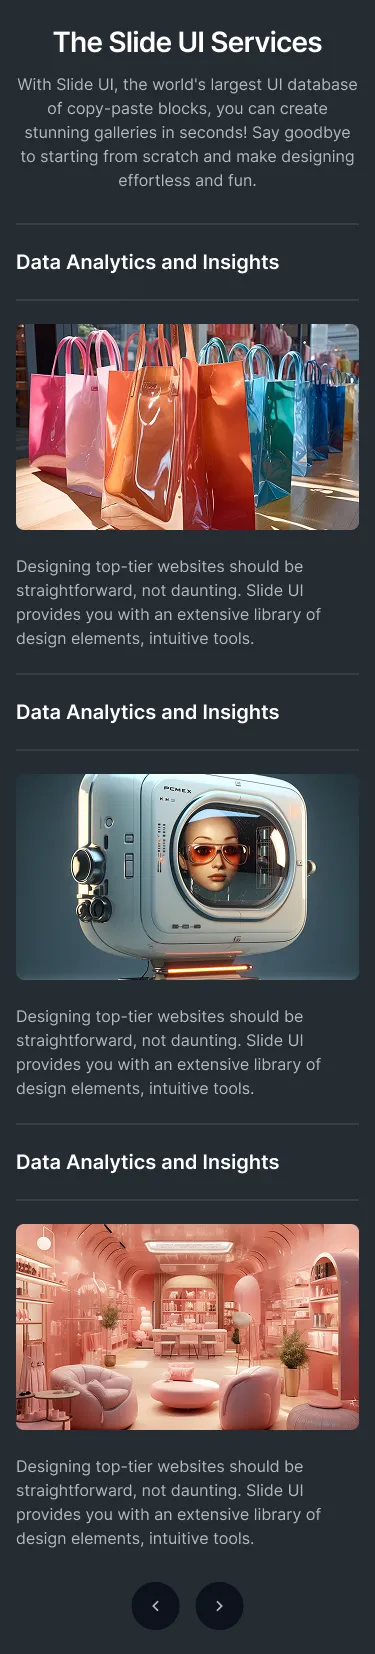 The Slide UI Services
With Slide UI, the world's largest UI database
of copy-paste blocks, you can create
stunning galleries in seconds! Say goodbye
to starting from scratch and make designing
effortless and fun.
Data Analytics and Insights
Designing top-tier websites should be
straightforward, not daunting. Slide UI
provides you with an extensive library of
design elements, intuitive tools.
Data Analytics and Insights
PCMEX
Designing top-tier websites should be
straightforward, not daunting. Slide UI
provides you with an extensive library of
design elements, intuitive tools.
Data Analytics and Insights
Designing top-tier websites should be
straightforward, not daunting. Slide UI
provides you with an extensive library of
design elements, intuitive tools.